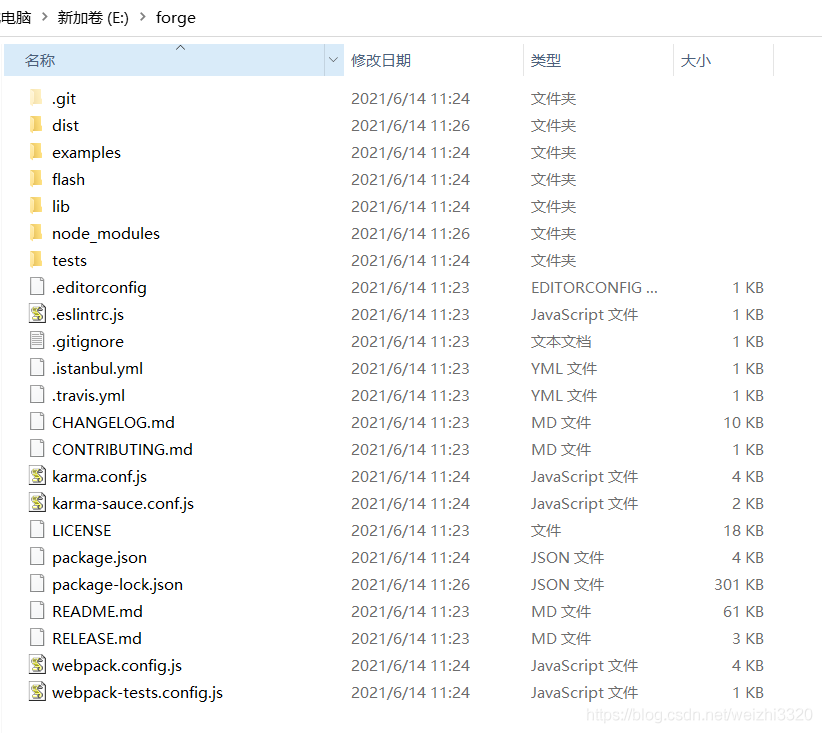 电脑 > 新加卷 (E:) > forge
名称 修改日期 类型 大小
.git 2021/6/14 11:24 文件夹
dist 2021/6/14 11:26 文件夹
examples 2021/6/14 11:24 文件夹
flash 2021/6/14 11:24 文件夹
lib 2021/6/14 11:24 文件夹
node_modules 2021/6/14 11:26 文件夹
tests 2021/6/14 11:24 文件夹
.editorconfig 2021/6/14 11:23 EDITORCONFIG ... 1 KB
.eslintrc.js 2021/6/14 11:23 JavaScript 文件 1 KB
.gitignore 2021/6/14 11:23 文本文档 1 KB
.istanbul.yml 2021/6/14 11:23 YML 文件 1 KB
.travis.yml 2021/6/14 11:23 YML 文件 1 KB
CHANGELOG.md 2021/6/14 11:23 MD 文件 10 KB
CONTRIBUTING.md 2021/6/14 11:23 MD 文件 1 KB
karma.conf.js 2021/6/14 11:24 JavaScript 文件 4 KB
karma-sauce.conf.js 2021/6/14 11:24 JavaScript 文件 2 KB
LICENSE 2021/6/14 11:23 文件 18 KB
package.json 2021/6/14 11:24 JSON 文件 4 KB
package-lock.json 2021/6/14 11:26 JSON 文件 301 KB
README.md 2021/6/14 11:23 MD 文件 61 KB
RELEASE.md 2021/6/14 11:23 MD 文件 3 KB
webpack.config.js 2021/6/14 11:24 JavaScript 文件 4 KB
webpack-tests.config.js 2021/6/14 11:24 JavaScript 文件 1 KB
https://blog.csdn.net/weizhi3320